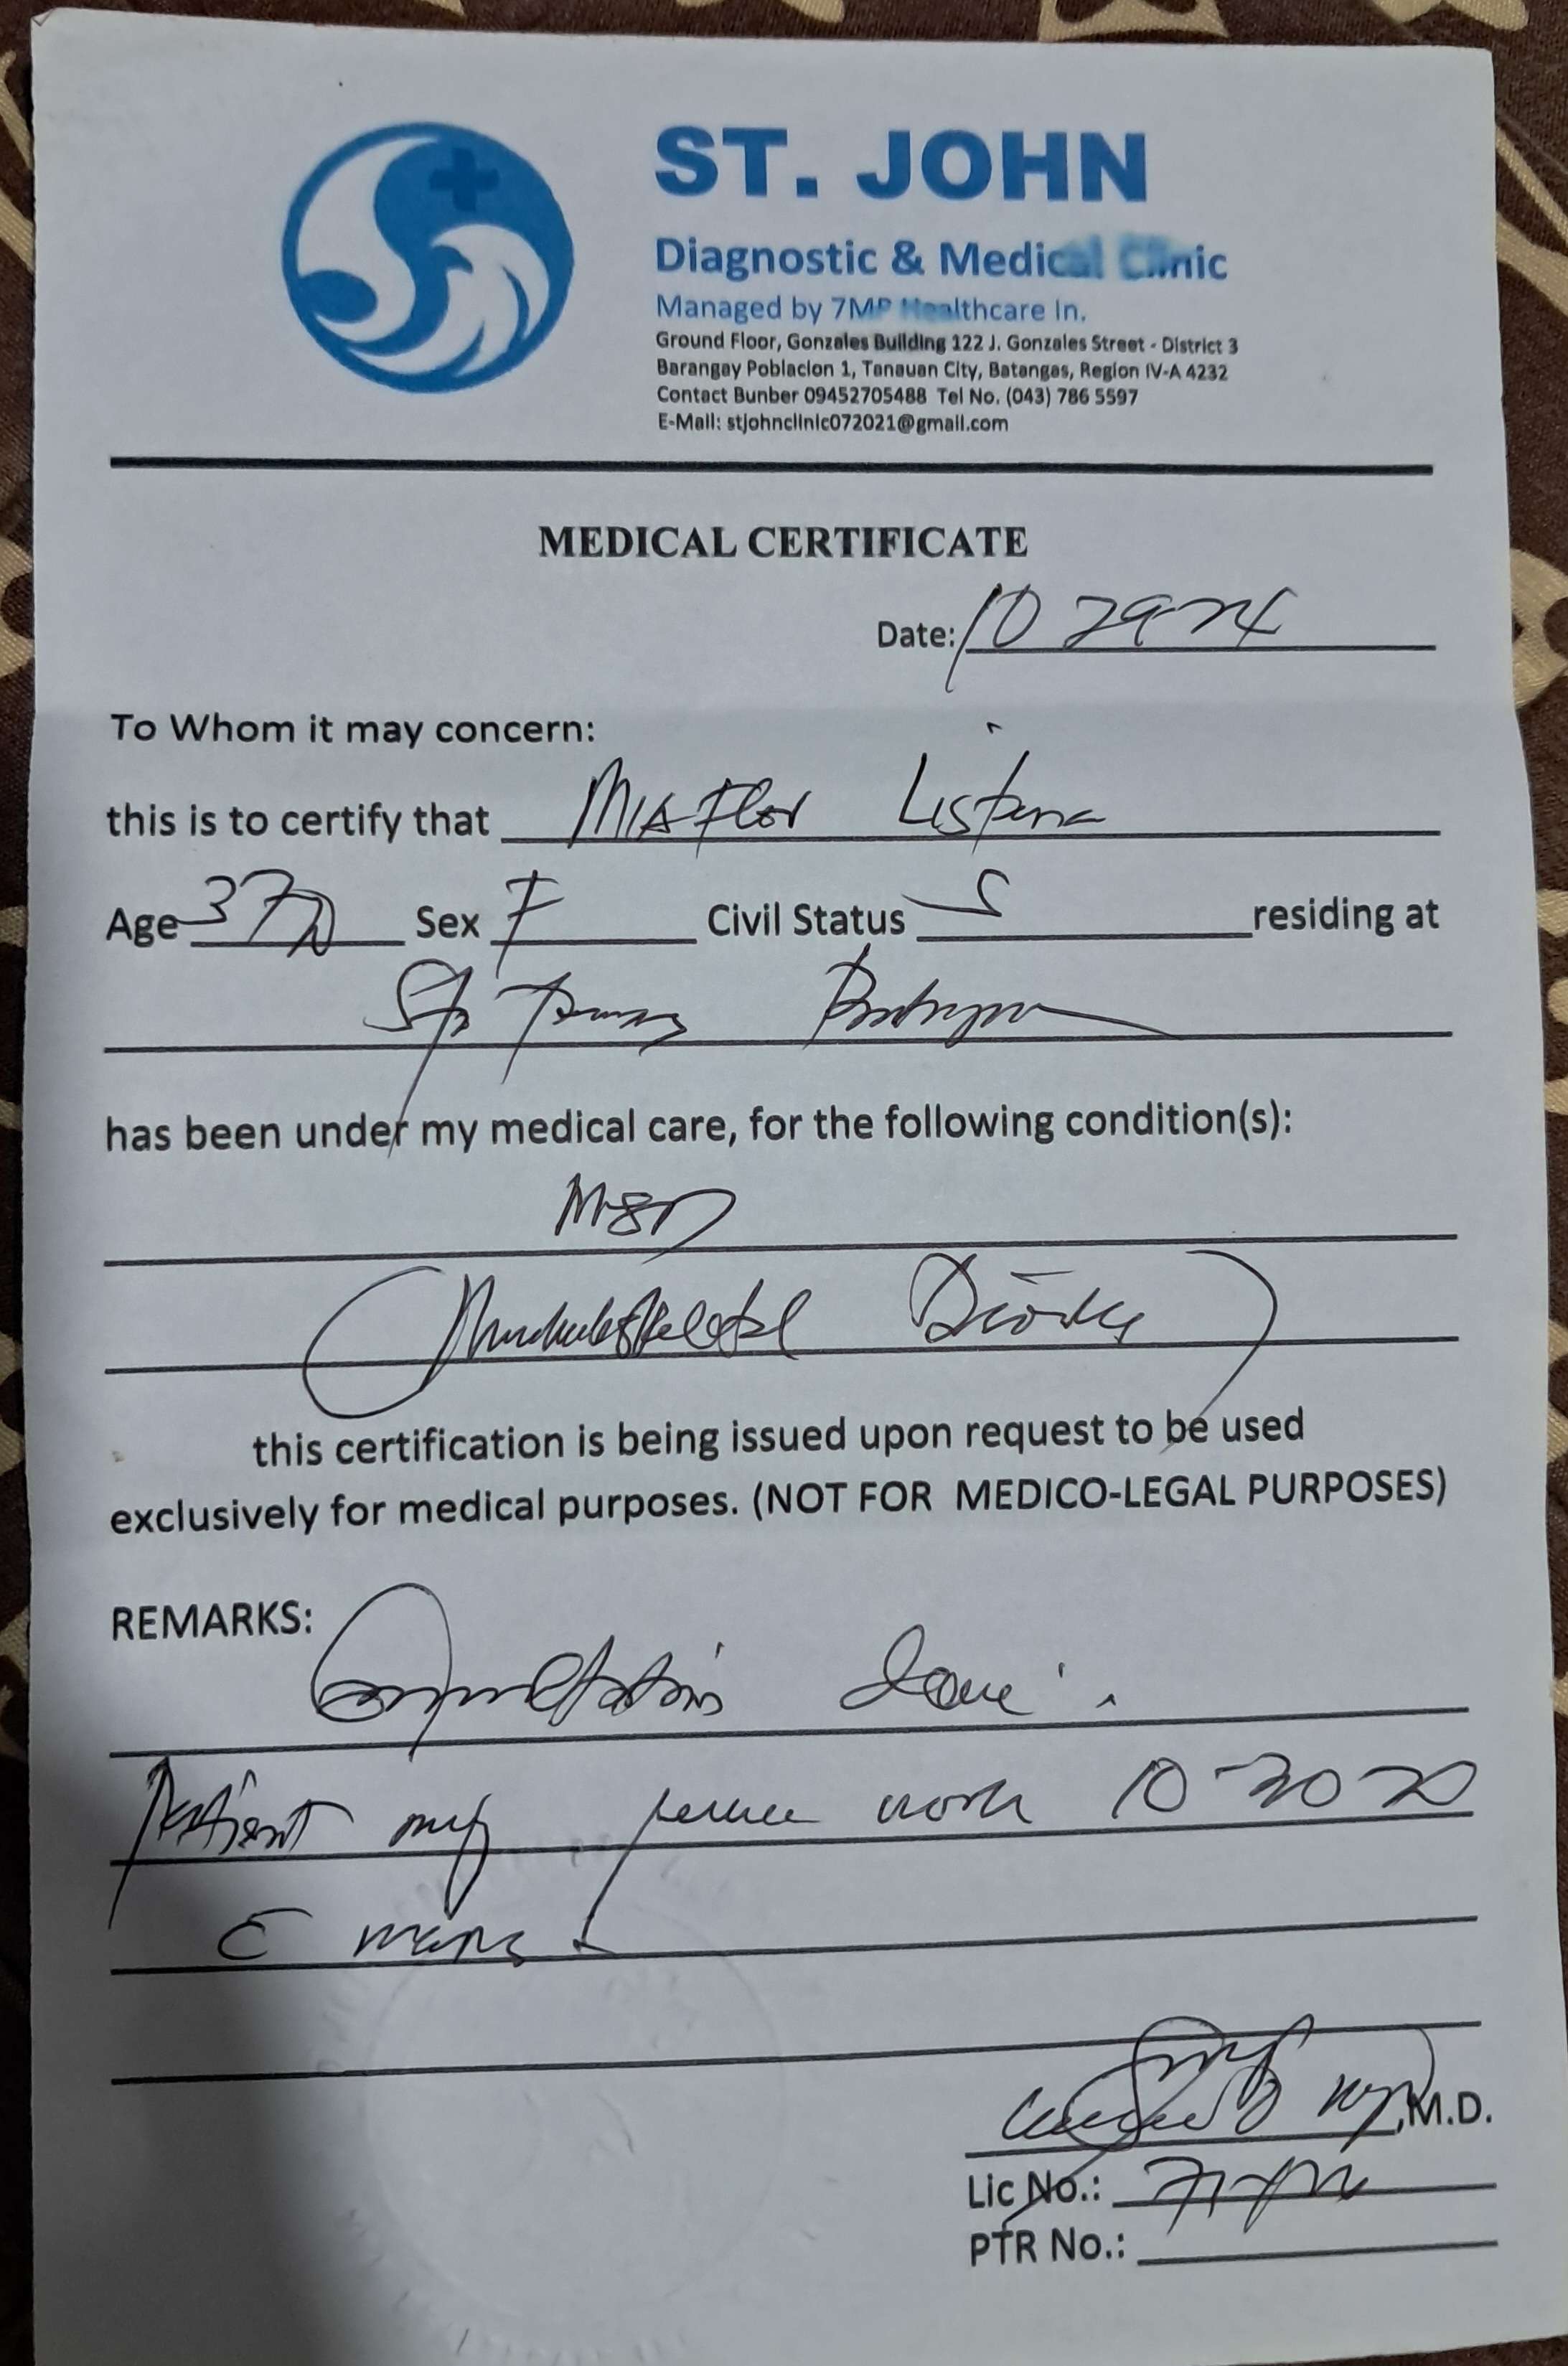 ST. JOHN
Diagnostic & Medical Clinic
Managed by 7MP Healthcare In.
Ground Floor, Gonzales Building 122 J. Gonzales Street - District 3
Barangay Poblacion 1, Tanauan City, Batangas, Region IV-A 4232
Contact Bunber 09452705488 Tel No. (043) 786 5597
E-Mail: stjohnclinic072021@gmail.com
MEDICAL CERTIFICATE
Date: 10 29 24
To Whom it may concern:
this is to certify that MIA Flor
Age 37 Sex F Civil Status S residing at
Sto Tomas Batangas
has been under my medical care, for the following condition(s):
MSD
(Musculoskeletal Disorder)
this certification is being issued upon request to be used
exclusively for medical purposes. (NOT FOR MEDICO-LEGAL PURPOSES)
REMARKS: Consultation done
Patient may resume work 10-30
c meds
,M.D.
Lic No.:
PTR No.: